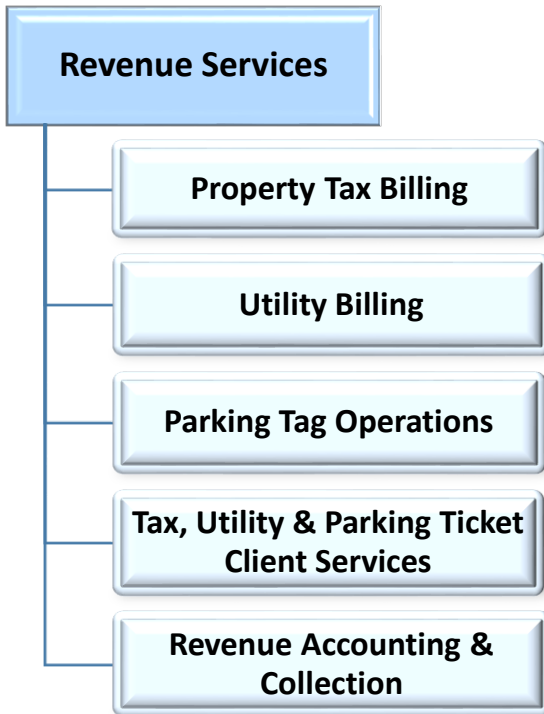 Revenue Services
Property Tax Billing
Utility Billing
Parking Tag Operations
Tax, Utility & Parking Ticket
Client Services
Revenue Accounting &
Collection